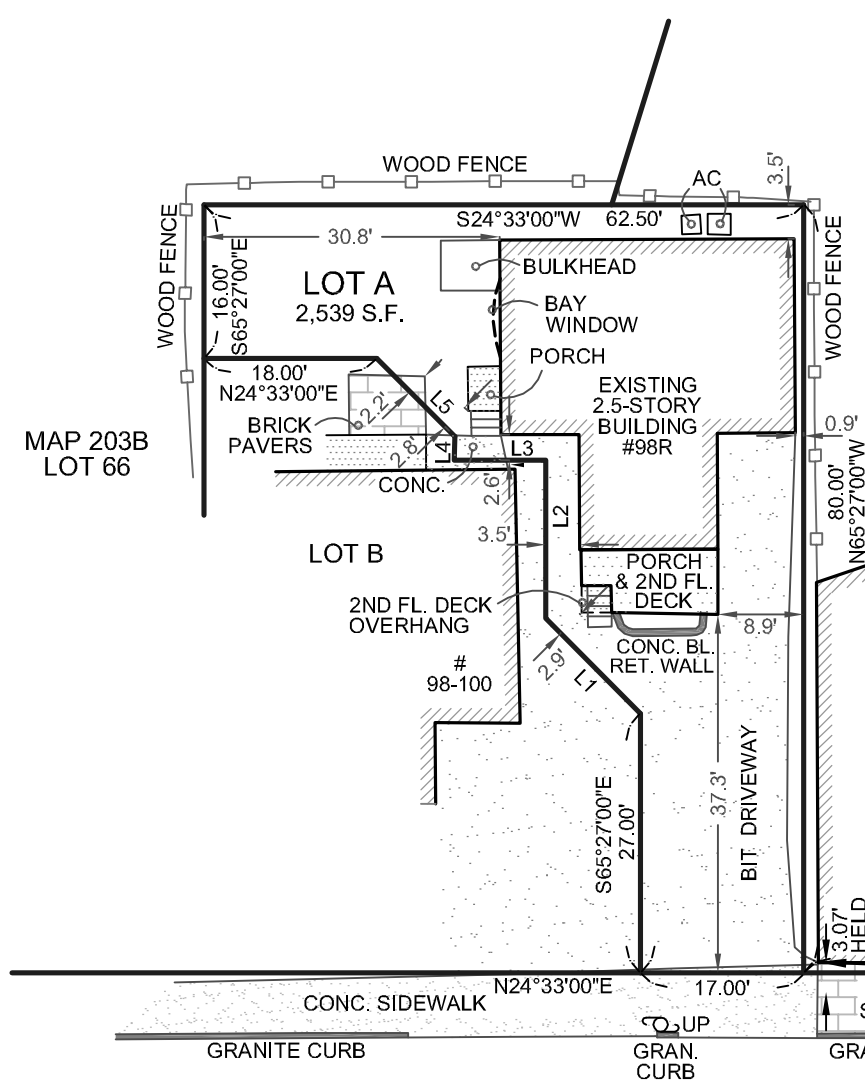 WOOD FENCE
AC
3.5'
S24°33'00"W 62.50'
WOOD FENCE
30.8'
16.00'
S65°27'00"E
LOT A
2,539 S.F.
BULKHEAD
BAY
WINDOW
WOOD FENCE
PORCH
18.00'
N24°33'00"E
L5
2.2'
EXISTING
2.5-STORY
BUILDING
#98R
BRICK
PAVERS
0.9'
MAP 203B
LOT 66
2.8'
L4
L3
CONC.
2.6'
80.00'
N65°27'00"W
L2
3.5'
LOT B
PORCH
& 2ND FL.
DECK
2ND FL. DECK
OVERHANG
8.9'
CONC. BL.
RET. WALL
#
98-100
2.9'
L1
S65°27'00"E
27.00'
37.3'
BIT DRIVEWAY
3.07'
HELD
N24°33'00"E
17.00'
CONC. SIDEWALK
S
UP
GRANITE CURB
GRAN.
CURB
GRA